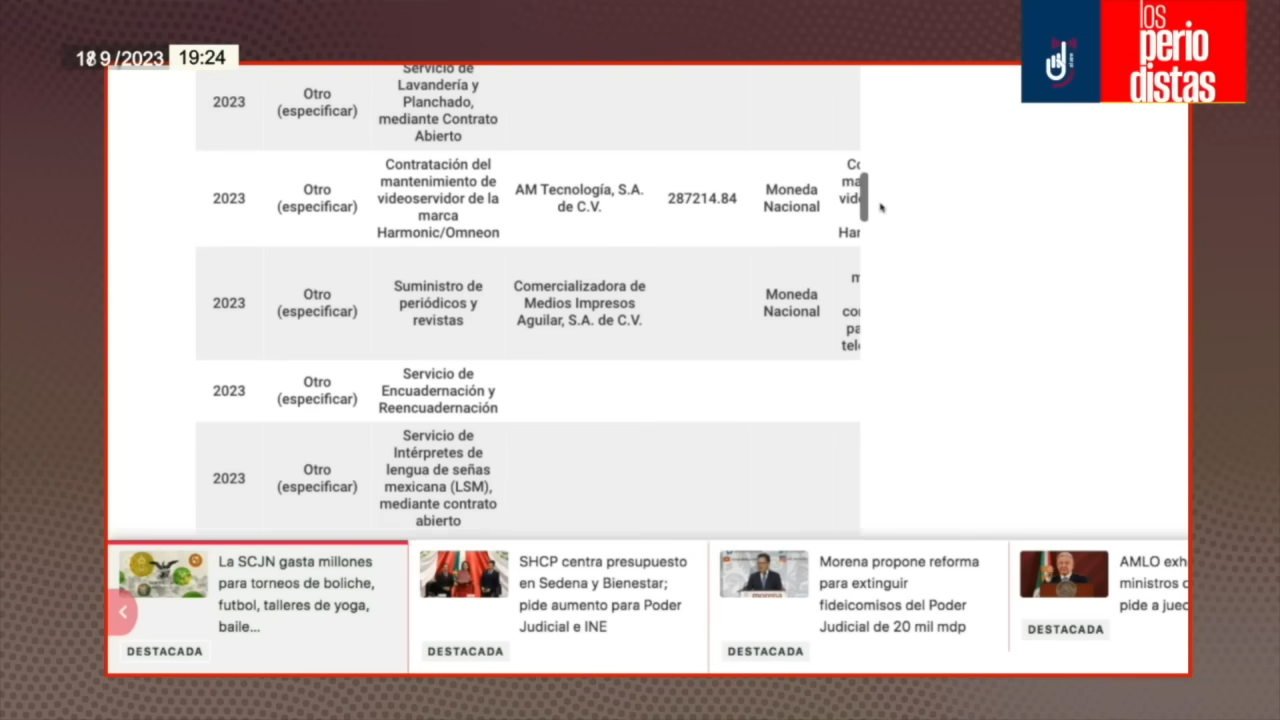 19:24
los
perio
distas
Servicio de
Lavandería y
Planchado,
mediante Contrato
Abierto
2023
Otro
(especificar)
Contratación del
mantenimiento de
videoservidor de la
marca
Harmonic/Omneon
2023
Otro
(especificar)
AM Tecnología, S.A.
de C.V.
287214.84
Moneda
Nacional
2023
Otro
(especificar)
Suministro de
periódicos y
revistas
Comercializadora de
Medios Impresos
Aguilar, S.A. de C.V.
Moneda
Nacional
2023
Otro
(especificar)
Servicio de
Encuadernación y
Reencuadernación
2023
Otro
(especificar)
Servicio de
Intérpretes de
lengua de señas
mexicana (LSM),
mediante contrato
abierto
La SCJN gasta millones
para torneos de boliche,
futbol, talleres de yoga,
baile...
DESTACADA
SHCP centra presupuesto
en Sedena y Bienestar;
pide aumento para Poder
Judicial e INE
DESTACADA
Morena propone reforma
para extinguir
fideicomisos del Poder
Judicial de 20 mil mdp
DESTACADA
AMLO exh
ministros
pide a juec
DESTACADA